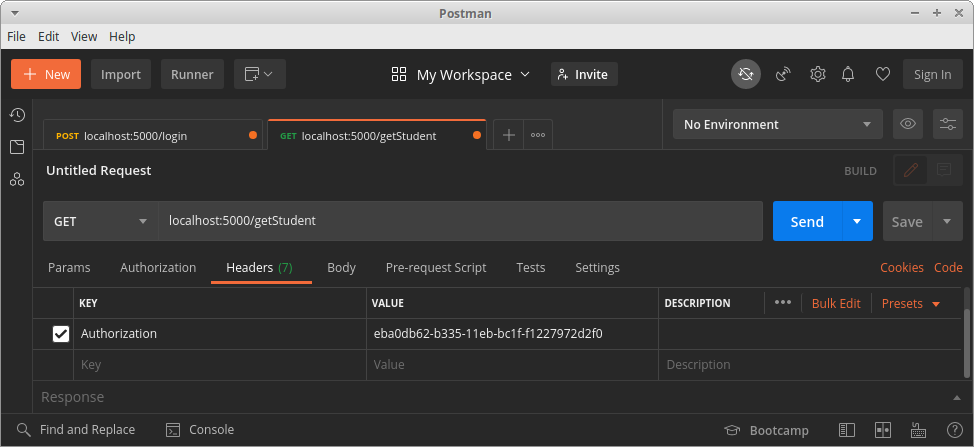 Postman
File Edit View Help
New Import Runner My Workspace Invite Sign In
POST localhost:5000/login GET localhost:5000/getStudent No Environment
Untitled Request BUILD
GET localhost:5000/getStudent Send Save
Params Authorization Headers (7) Body Pre-request Script Tests Settings Cookies Code
KEY VALUE DESCRIPTION Bulk Edit Presets
Authorization eba0db62-b335-11eb-bc1f-f1227972d2f0
Key Value Description
Response
Find and Replace Console Bootcamp